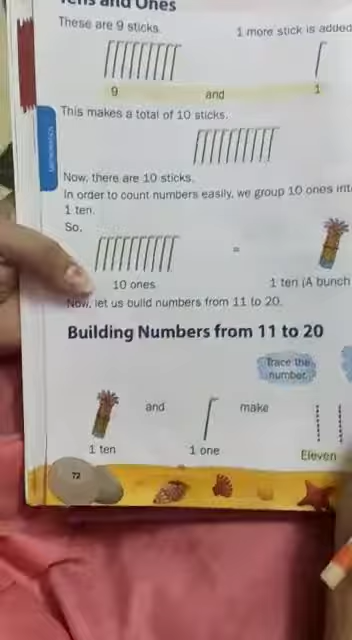 Tens and Ones
These are 9 sticks. 1 more stick is added
9 and 1
This makes a total of 10 sticks.
MATHEMATICS
Now, there are 10 sticks.
In order to count numbers easily, we group 10 ones int
1 ten.
So,
=
10 ones 1 ten (A bunch
Now, let us build numbers from 11 to 20.
Building Numbers from 11 to 20
Trace the
number.
and make
1 ten 1 one Eleven
72